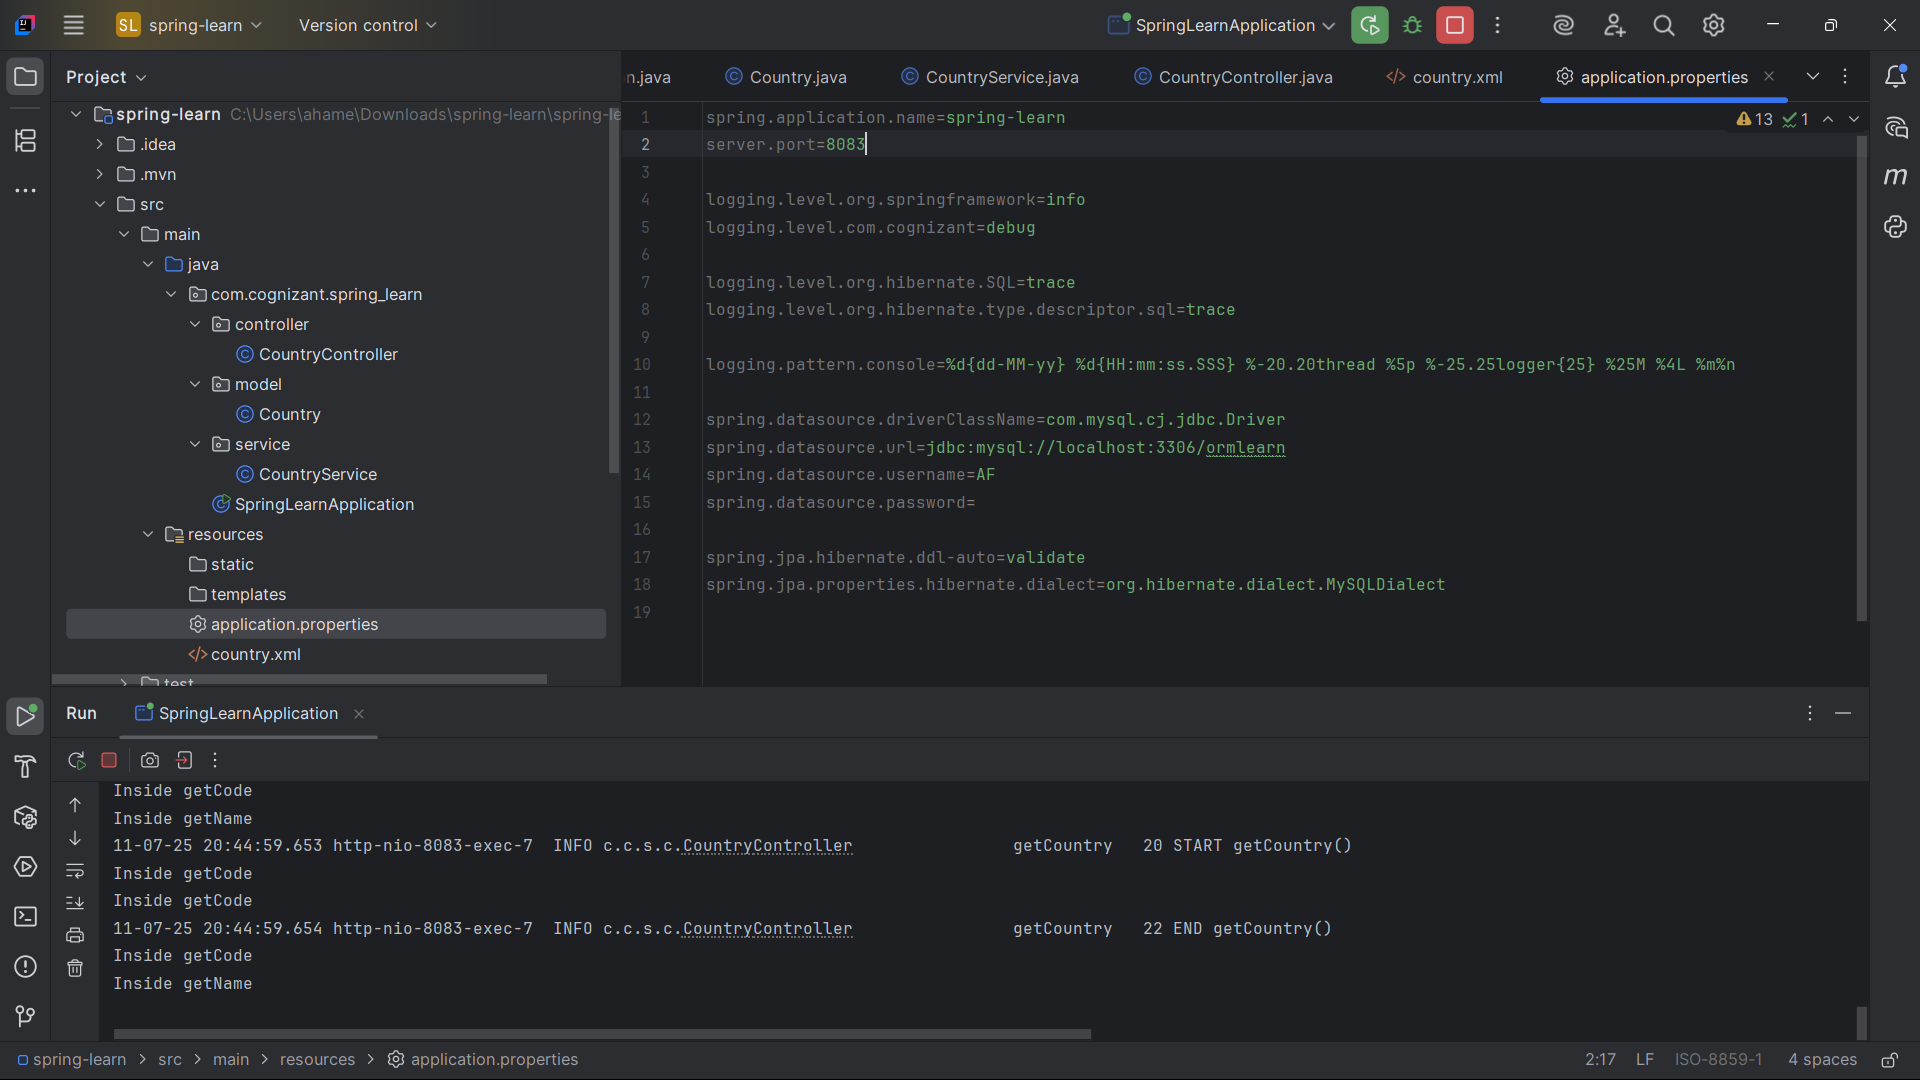 SL spring-learn Version control SpringLearnApplication
Project
spring-learn C:\Users\ahame\Downloads\spring-learn\spring-le
.idea
.mvn
src
main
java
com.cognizant.spring_learn
controller
CountryController
model
Country
service
CountryService
SpringLearnApplication
resources
static
templates
application.properties
country.xml
test
n.java Country.java CountryService.java CountryController.java country.xml application.properties
13 1
1 spring.application.name=spring-learn
2 server.port=8083
3
4 logging.level.org.springframework=info
5 logging.level.com.cognizant=debug
6
7 logging.level.org.hibernate.SQL=trace
8 logging.level.org.hibernate.type.descriptor.sql=trace
9
10 logging.pattern.console=%d{dd-MM-yy} %d{HH:mm:ss.SSS} %-20.20thread %5p %-25.25logger{25} %25M %4L %m%n
11
12 spring.datasource.driverClassName=com.mysql.cj.jdbc.Driver
13 spring.datasource.url=jdbc:mysql://localhost:3306/ormlearn
14 spring.datasource.username=AF
15 spring.datasource.password=
16
17 spring.jpa.hibernate.ddl-auto=validate
18 spring.jpa.properties.hibernate.dialect=org.hibernate.dialect.MySQLDialect
19
Run SpringLearnApplication
Inside getCode
Inside getName
11-07-25 20:44:59.653 http-nio-8083-exec-7 INFO c.c.s.c.CountryController getCountry 20 START getCountry()
Inside getCode
Inside getCode
11-07-25 20:44:59.654 http-nio-8083-exec-7 INFO c.c.s.c.CountryController getCountry 22 END getCountry()
Inside getCode
Inside getName
spring-learn > src > main > resources > application.properties 2:17 LF ISO-8859-1 4 spaces